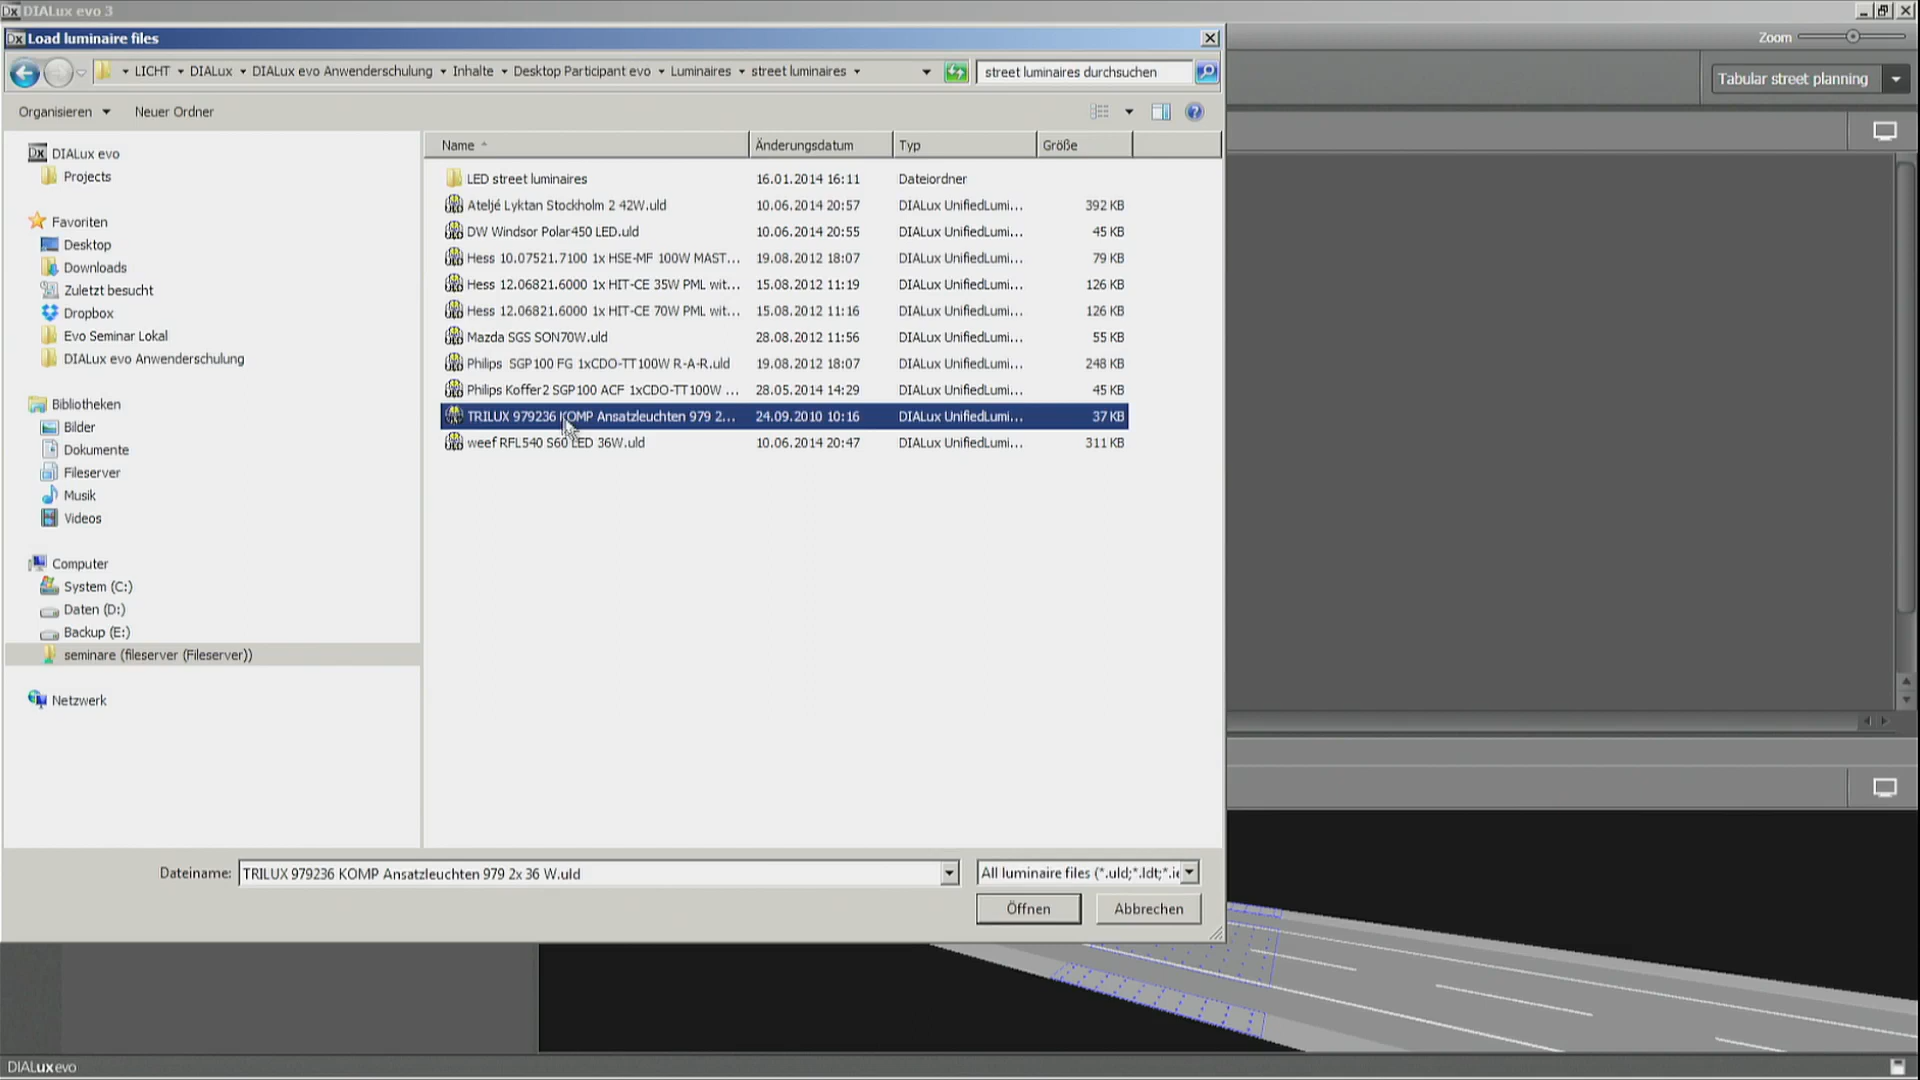 DIALux evo 3
Load luminaire files
Zoom
LICHT DIALux DIALux evo Anwenderschulung Inhalte Desktop Participant evo Luminaires street luminaires
street luminaires durchsuchen
Tabular street planning
Organisieren Neuer Ordner
Name Änderungsdatum Typ Größe
DIALux evo
Projects
Favoriten
Desktop
Downloads
Zuletzt besucht
Dropbox
Evo Seminar Lokal
DIALux evo Anwenderschulung
Bibliotheken
Bilder
Dokumente
Fileserver
Musik
Videos
Computer
System (C:)
Daten (D:)
Backup (E:)
seminare (fileserver (Fileserver))
Netzwerk
LED street luminaires 16.01.2014 16:11 Dateiordner
Ateljé Lyktan Stockholm 2 42W.uld 10.06.2014 20:57 DIALux UnifiedLumi... 392 KB
DW Windsor Polar450 LED.uld 10.06.2014 20:55 DIALux UnifiedLumi... 45 KB
Hess 10.07521.7100 1x HSE-MF 100W MAST... 19.08.2012 18:07 DIALux UnifiedLumi... 79 KB
Hess 12.06821.6000 1x HIT-CE 35W PML wit... 15.08.2012 11:19 DIALux UnifiedLumi... 126 KB
Hess 12.06821.6000 1x HIT-CE 70W PML wit... 15.08.2012 11:16 DIALux UnifiedLumi... 126 KB
Mazda SGS SON70W.uld 28.08.2012 11:56 DIALux UnifiedLumi... 55 KB
Philips SGP100 FG 1xCDO-TT100W R-A-R.uld 19.08.2012 18:07 DIALux UnifiedLumi... 248 KB
Philips Koffer2 SGP100 ACF 1xCDO-TT100W ... 28.05.2014 14:29 DIALux UnifiedLumi... 45 KB
TRILUX 979236 KOMP Ansatzleuchten 979 2... 24.09.2010 10:16 DIALux UnifiedLumi... 37 KB
weef RFL540 S60 LED 36W.uld 10.06.2014 20:47 DIALux UnifiedLumi... 311 KB
Dateiname: TRILUX 979236 KOMP Ansatzleuchten 979 2x 36 W.uld
All luminaire files (*.uld;*.ldt;*.ie
Öffnen Abbrechen
DIALux evo